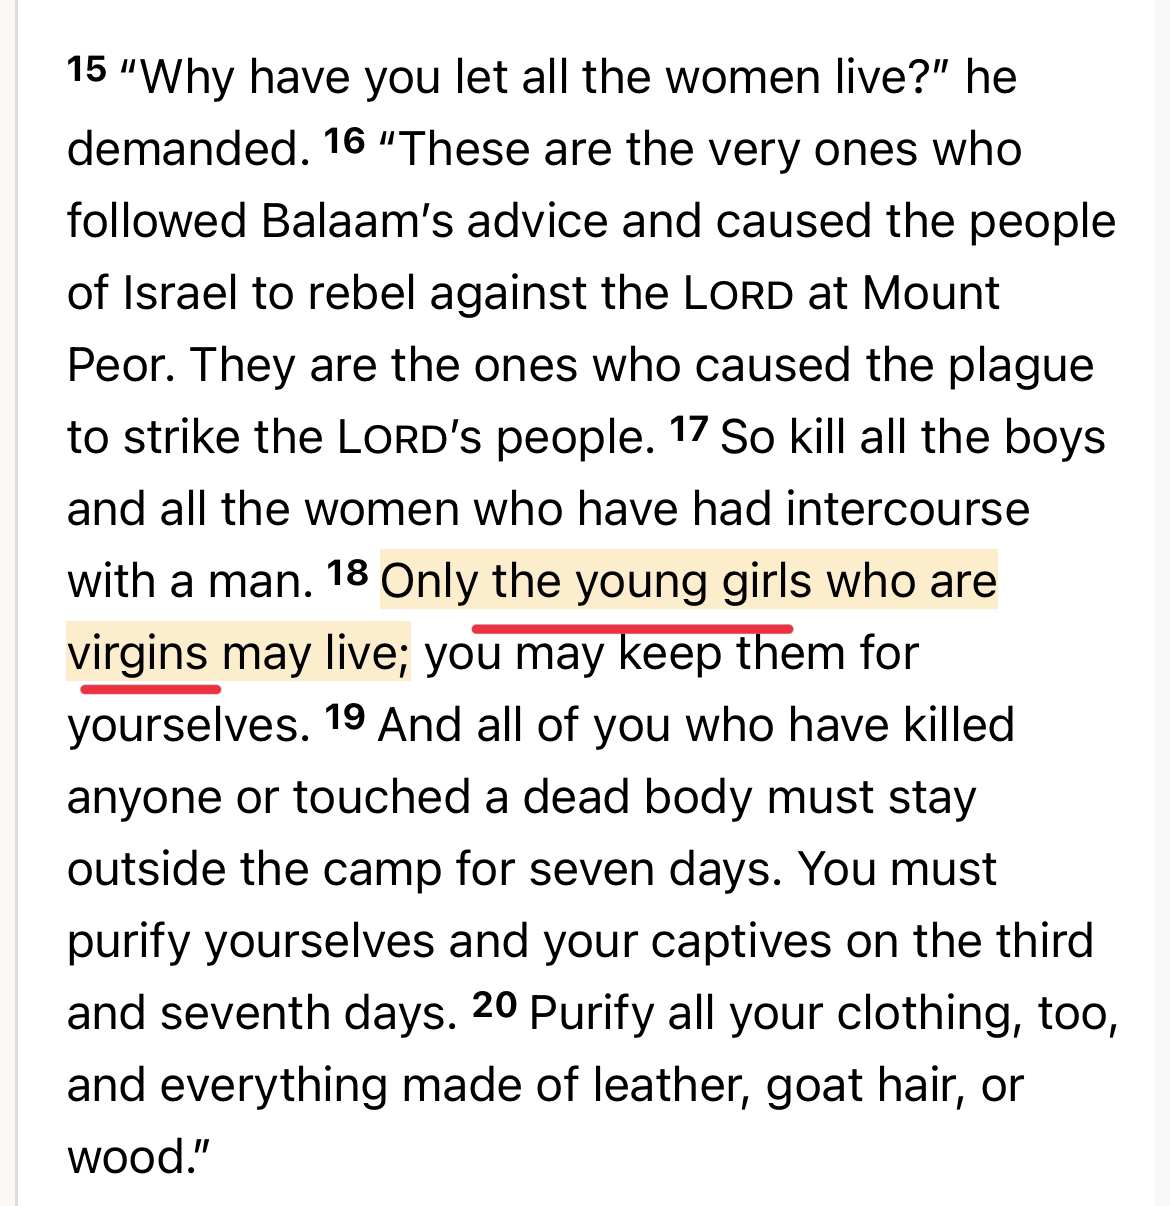 15 “Why have you let all the women live?” he
demanded. 16 “These are the very ones who
followed Balaam’s advice and caused the people
of Israel to rebel against the LORD at Mount
Peor. They are the ones who caused the plague
to strike the LORD’s people. 17 So kill all the boys
and all the women who have had intercourse
with a man. 18 Only the young girls who are
virgins may live; you may keep them for
yourselves. 19 And all of you who have killed
anyone or touched a dead body must stay
outside the camp for seven days. You must
purify yourselves and your captives on the third
and seventh days. 20 Purify all your clothing, too,
and everything made of leather, goat hair, or
wood.”